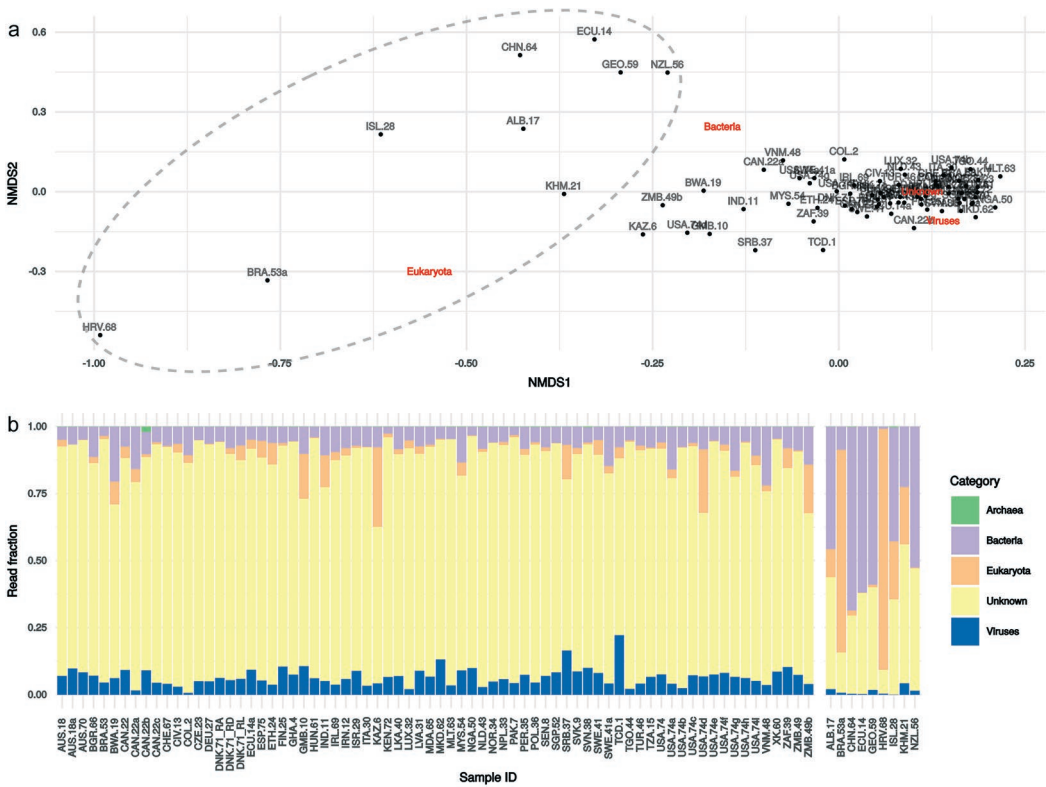 a
0.6
0.3
0.0
-0.3
NMDS2
ECU.14
CHN.64
GEO.59
NZL.56
ALB.17
ISL.28
Bacteria
VNM.48
COL.2
CAN.22c
LUX.32
MLT.63
KHM.21
BWA.19
ZMB.49b
IND.11
MYS.54
ZAF.39
NGA.50
MKD.62
Viruses
KAZ.6
GMB.10
SRB.37
TCD.1
BRA.53a
Eukaryota
HRV.68
-1.00
-0.75
-0.50
-0.25
0.00
0.25
NMDS1
b
1.00
0.75
0.50
0.25
0.00
Read fraction
AUS.18
AUS.18a
AUS.70
BGR.66
BRA.53
BWA.19
CAN.22
CAN.22a
CAN.22b
CAN.22c
CHE.67
CIV.13
COL.2
CZE.23
DEU.27
DNK.71_RA
DNK.71_RD
DNK.71_RL
ECU.14a
ESP.75
ETH.24
FIN.25
GHA.4
GMB.10
HUN.61
IND.11
IRL.69
IRN.12
ISR.29
ITA.30
KAZ.6
KEN.72
LKA.40
LUX.32
LVA.31
MDA.65
MKD.62
MLT.63
MYS.54
NGA.50
NLD.43
NOR.34
NPL.33
PAK.7
PER.35
POL.36
SEN.8
SGP.52
SRB.37
SVK.9
SVN.38
SWE.41
SWE.41a
TCD.1
TGO.44
TUR.46
TZA.15
USA.74
USA.74a
USA.74b
USA.74c
USA.74d
USA.74e
USA.74f
USA.74g
USA.74h
USA.74i
VNM.48
XK.60
ZAF.39
ZMB.49
ZMB.49b
ALB.17
BRA.53a
CHN.64
ECU.14
GEO.59
HRV.68
ISL.28
KHM.21
NZL.56
Sample ID
Category
Archaea
Bacteria
Eukaryota
Unknown
Viruses